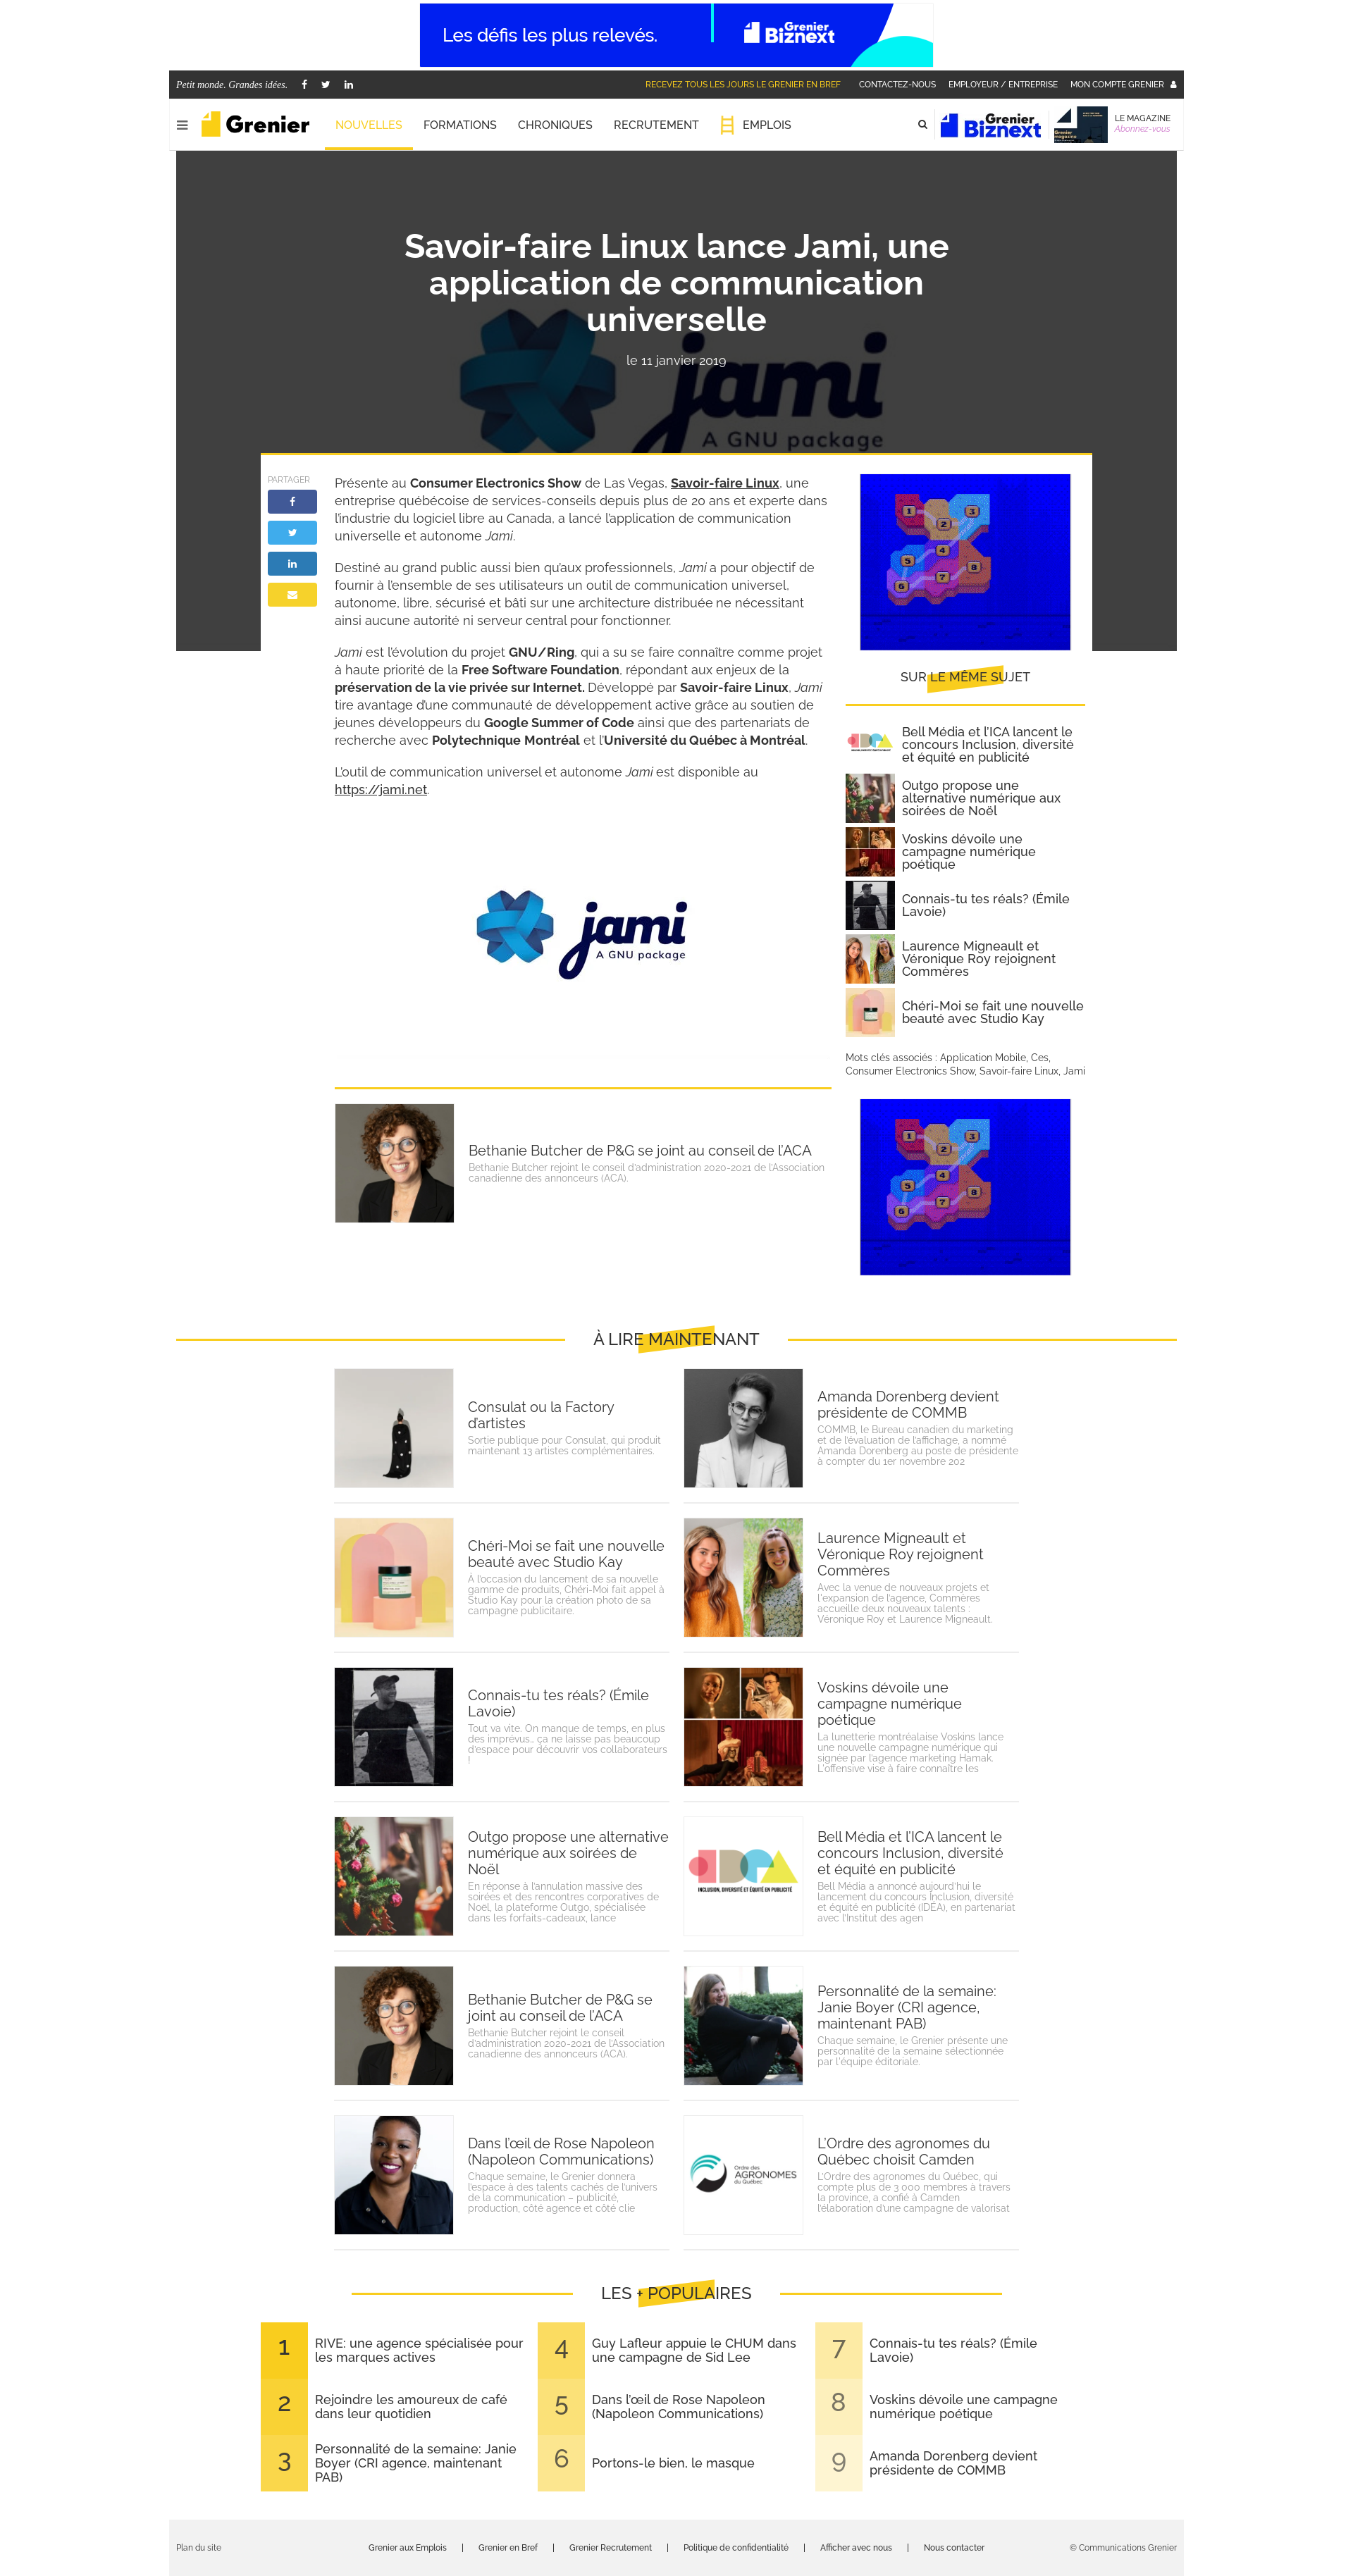 Les défis les plus relevés.
Grenier
Biznext
Petit monde. Grandes idées.
RECEVEZ TOUS LES JOURS LE GRENIER EN BREF
CONTACTEZ-NOUS
EMPLOYEUR / ENTREPRISE
MON COMPTE GRENIER
Grenier
NOUVELLES
FORMATIONS
CHRONIQUES
RECRUTEMENT
EMPLOIS
Grenier
Biznext
LE MAGAZINE
Abonnez-vous
Savoir-faire Linux lance Jami, une
application de communication
universelle
le 11 janvier 2019
jami
A GNU package
PARTAGER
Présente au Consumer Electronics Show de Las Vegas, Savoir-faire Linux, une
entreprise québécoise de services-conseils depuis plus de 20 ans et experte dans
l'industrie du logiciel libre au Canada, a lancé l'application de communication
universelle et autonome Jami.
Destiné au grand public aussi bien qu'aux professionnels, Jami a pour objectif de
fournir à l'ensemble de ses utilisateurs un outil de communication universel,
autonome, libre, sécurisé et bâti sur une architecture distribuée ne nécessitant
ainsi aucune autorité ni serveur central pour fonctionner.
Jami est l'évolution du projet GNU/Ring, qui a su se faire connaître comme projet
à haute priorité de la Free Software Foundation, répondant aux enjeux de la
préservation de la vie privée sur Internet. Développé par Savoir-faire Linux, Jami
tire avantage d'une communauté de développement active grâce au soutien de
jeunes développeurs du Google Summer of Code ainsi que des partenariats de
recherche avec Polytechnique Montréal et l'Université du Québec à Montréal.
L'outil de communication universel et autonome Jami est disponible au
https://jami.net.
jami
A GNU package
1
2
3
4
5
6
7
8
SUR LE MÊME SUJET
Bell Média et l'ICA lancent le
concours Inclusion, diversité
et équité en publicité
Outgo propose une
alternative numérique aux
soirées de Noël
Voskins dévoile une
campagne numérique
poétique
Connais-tu tes réals? (Émile
Lavoie)
Laurence Migneault et
Véronique Roy rejoignent
Commères
Chéri-Moi se fait une nouvelle
beauté avec Studio Kay
Mots clés associés : Application Mobile, Ces,
Consumer Electronics Show, Savoir-faire Linux, Jami
1
2
3
4
5
6
7
8
Bethanie Butcher de P&G se joint au conseil de l'ACA
Bethanie Butcher rejoint le conseil d'administration 2020-2021 de l'Association
canadienne des annonceurs (ACA).
À LIRE MAINTENANT
Consulat ou la Factory
d'artistes
Sortie publique pour Consulat, qui produit
maintenant 13 artistes complémentaires.
Amanda Dorenberg devient
présidente de COMMB
COMMB, le Bureau canadien du marketing
et de l'évaluation de l'affichage, a nommé
Amanda Dorenberg au poste de présidente
à compter du 1er novembre 202
Chéri-Moi se fait une nouvelle
beauté avec Studio Kay
À l'occasion du lancement de sa nouvelle
gamme de produits, Chéri-Moi fait appel à
Studio Kay pour la création photo de sa
campagne publicitaire.
Laurence Migneault et
Véronique Roy rejoignent
Commères
Avec la venue de nouveaux projets et
l'expansion de l'agence, Commères
accueille deux nouveaux talents :
Véronique Roy et Laurence Migneault.
Connais-tu tes réals? (Émile
Lavoie)
Tout va vite. On manque de temps, en plus
des imprévus… ça ne laisse pas beaucoup
d'espace pour découvrir vos collaborateurs
!
Voskins dévoile une
campagne numérique
poétique
La lunetterie montréalaise Voskins lance
une nouvelle campagne numérique qui
signée par l'agence marketing Hamak.
L'offensive vise à faire connaître les
Outgo propose une alternative
numérique aux soirées de
Noël
En réponse à l'annulation massive des
soirées et des rencontres corporatives de
Noël, la plateforme Outgo, spécialisée
dans les forfaits-cadeaux, lance
IDEA
INCLUSION, DIVERSITÉ ET ÉQUITÉ EN PUBLICITÉ
Bell Média et l'ICA lancent le
concours Inclusion, diversité
et équité en publicité
Bell Média a annoncé aujourd'hui le
lancement du concours Inclusion, diversité
et équité en publicité (IDÉA), en partenariat
avec l'Institut des agen
Bethanie Butcher de P&G se
joint au conseil de l'ACA
Bethanie Butcher rejoint le conseil
d'administration 2020-2021 de l'Association
canadienne des annonceurs (ACA).
Personnalité de la semaine:
Janie Boyer (CRI agence,
maintenant PAB)
Chaque semaine, le Grenier présente une
personnalité de la semaine sélectionnée
par l'équipe éditoriale.
Dans l'œil de Rose Napoleon
(Napoleon Communications)
Chaque semaine, le Grenier donnera
l'espace à des talents cachés de l'univers
de la communication – publicité,
production, côté agence et côté clie
Ordre des
AGRONOMES
du Québec
L'Ordre des agronomes du
Québec choisit Camden
L'Ordre des agronomes du Québec, qui
compte plus de 3 000 membres à travers
la province, a confié à Camden
l'élaboration d'une campagne de valorisat
LES + POPULAIRES
1
RIVE: une agence spécialisée pour
les marques actives
2
Rejoindre les amoureux de café
dans leur quotidien
3
Personnalité de la semaine: Janie
Boyer (CRI agence, maintenant
PAB)
4
Guy Lafleur appuie le CHUM dans
une campagne de Sid Lee
5
Dans l'œil de Rose Napoleon
(Napoleon Communications)
6
Portons-le bien, le masque
7
Connais-tu tes réals? (Émile
Lavoie)
8
Voskins dévoile une campagne
numérique poétique
9
Amanda Dorenberg devient
présidente de COMMB
Plan du site
Grenier aux Emplois | Grenier en Bref | Grenier Recrutement | Politique de confidentialité | Afficher avec nous | Nous contacter
© Communications Grenier